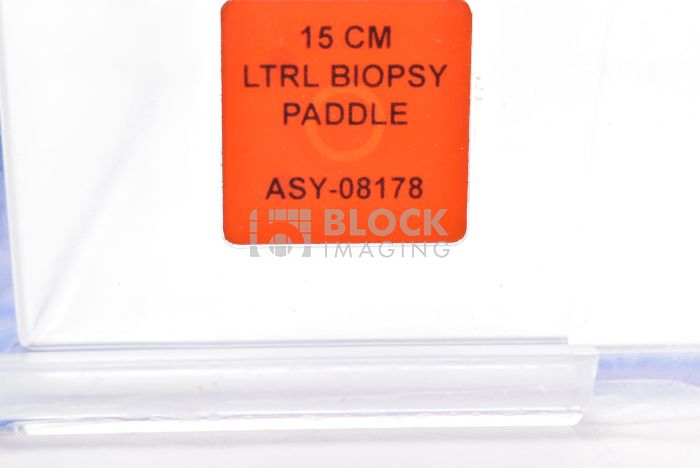 15 CM
LTRL BIOPSY
PADDLE
ASY-08178
BLOCK
IMAGING